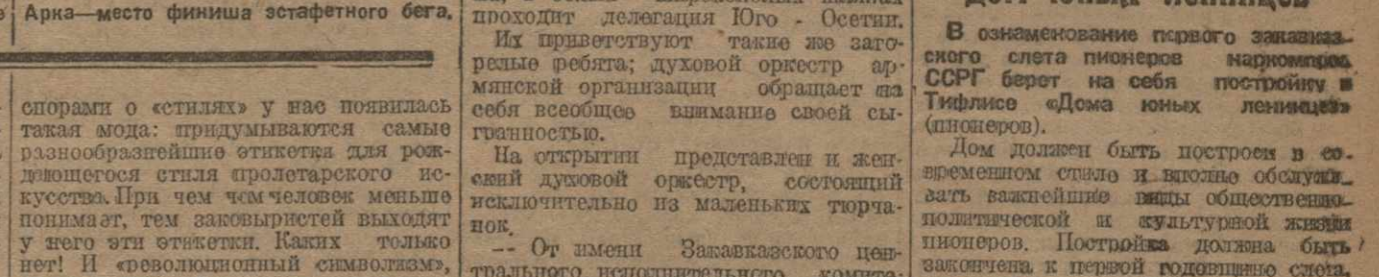 Арка—место финиша эстафетного бега.
спорами о «стилях» у нас появилась
такая мода: придумываются самые
разнообразнейшие этикетки для рож-
дающегося стиля пролетарского ис-
кусства. При чем чем человек меньше
понимает, тем заковыристей выходят
у него эти этикетки. Каких только
нет! И «революционный символизм»,
проходит делегация Юго - Осетии.
Их приветствуют такие же заго-
релые ребята; духовой оркестр ар-
мянской организации обращает на
себя всеобщее внимание своей сы-
гранностью.
На открытии представлен и жен-
ский духовой оркестр, состоящий
исключительно из маленьких тюрча-
нок.
-- От имени Закавказского цен-
трального исполнительного комите-
В ознаменование первого закавказ-
ского слета пионеров наркомпрос
ССРГ берет на себя постройку в
Тифлисе «Дома юных ленинцев»
(пионеров).
Дом должен быть построен в со-
временном стиле и вполне обслужи-
вать важнейшие виды общественно-
политической и культурной жизни
пионеров. Постройка должна быть
закончена к первой годовщине слета.